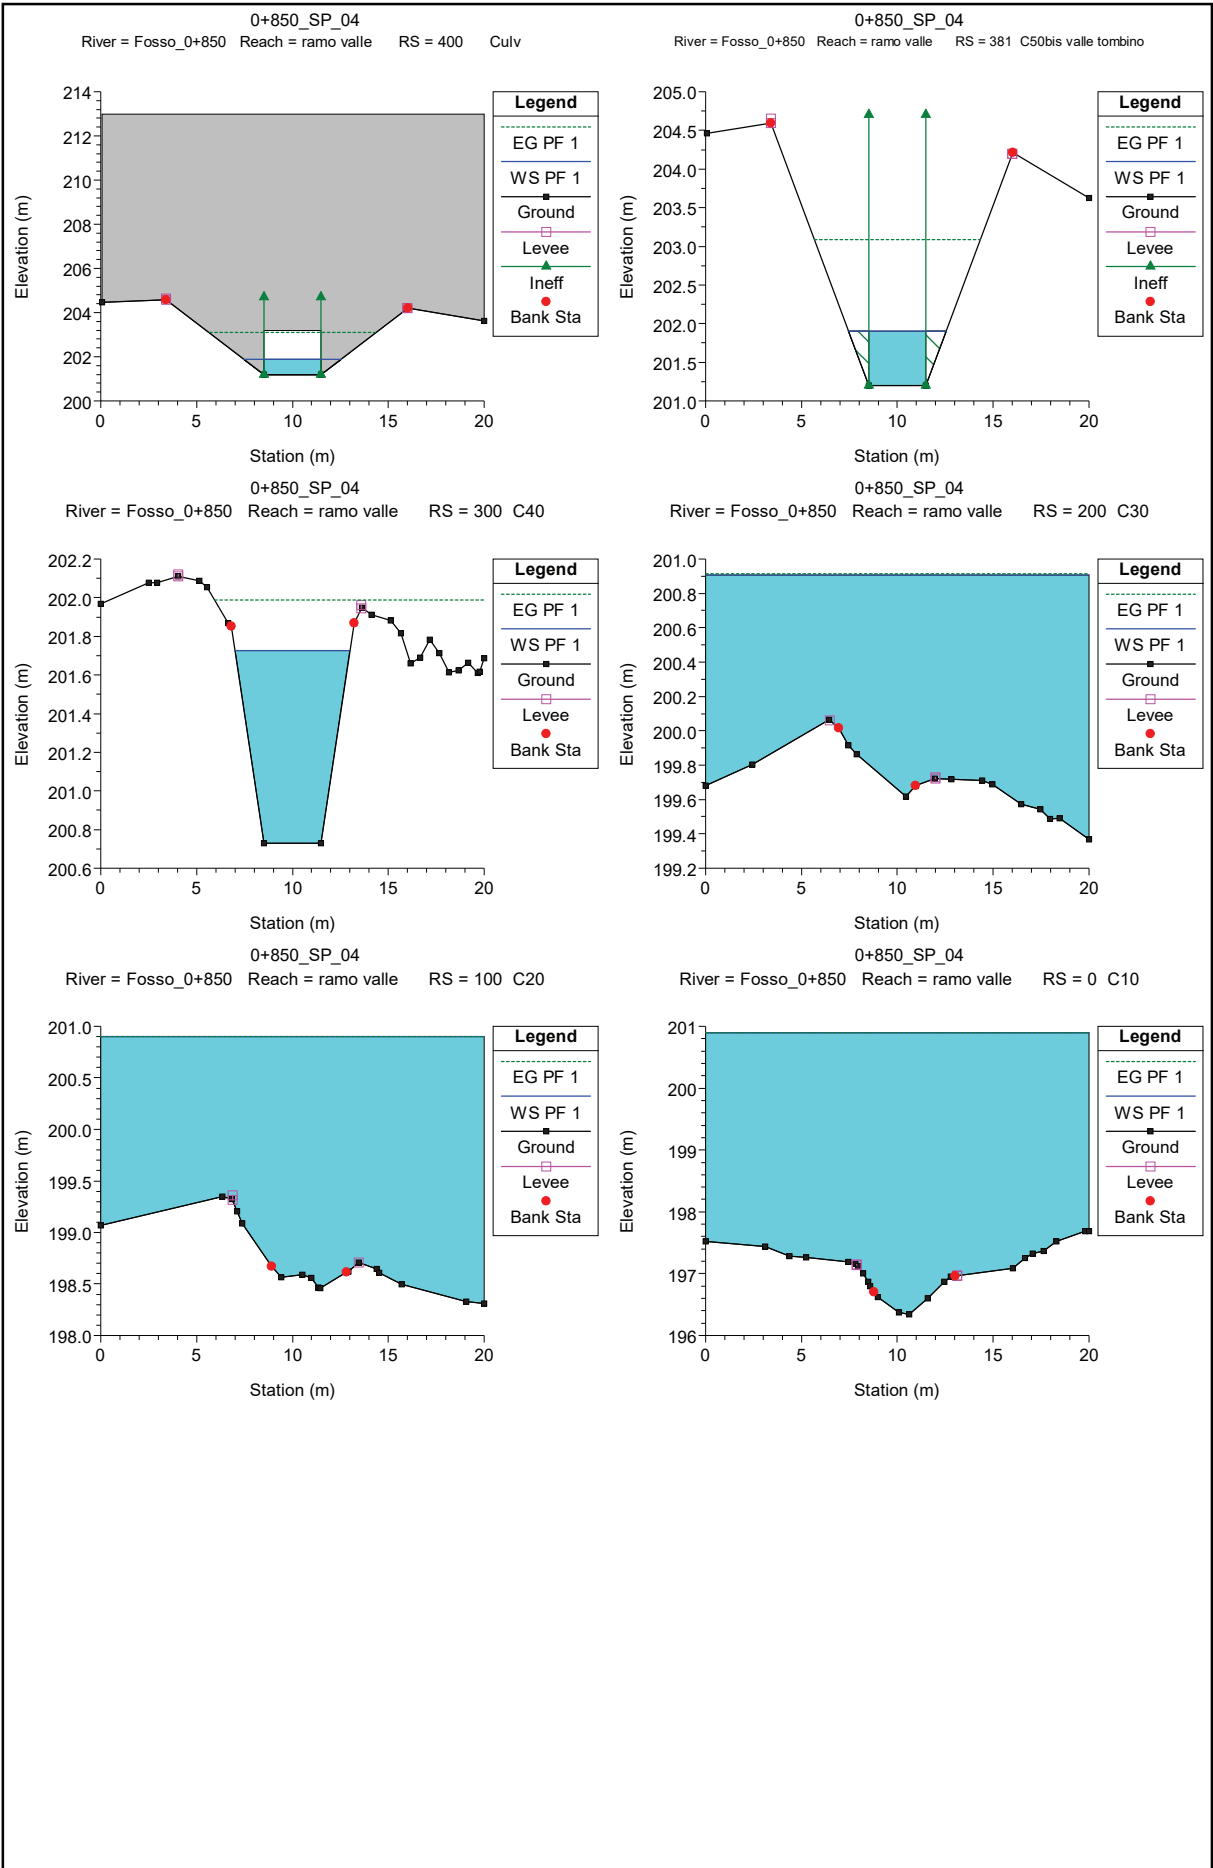 0+850_SP_04
River = Fosso_0+850 Reach = ramo valle RS = 400 Culv
214
212
210
208
206
204
202
200
0 5 10 15 20
Elevation (m)
Station (m)
Legend
EG PF 1
WS PF 1
Ground
Levee
Ineff
Bank Sta
0+850_SP_04
River = Fosso_0+850 Reach = ramo valle RS = 381 C50bis valle tombino
205.0
204.5
204.0
203.5
203.0
202.5
202.0
201.5
201.0
0 5 10 15 20
Elevation (m)
Station (m)
Legend
EG PF 1
WS PF 1
Ground
Levee
Ineff
Bank Sta
0+850_SP_04
River = Fosso_0+850 Reach = ramo valle RS = 300 C40
202.2
202.0
201.8
201.6
201.4
201.2
201.0
200.8
200.6
0 5 10 15 20
Elevation (m)
Station (m)
Legend
EG PF 1
WS PF 1
Ground
Levee
Bank Sta
0+850_SP_04
River = Fosso_0+850 Reach = ramo valle RS = 200 C30
201.0
200.8
200.6
200.4
200.2
200.0
199.8
199.6
199.4
199.2
0 5 10 15 20
Elevation (m)
Station (m)
Legend
EG PF 1
WS PF 1
Ground
Levee
Bank Sta
0+850_SP_04
River = Fosso_0+850 Reach = ramo valle RS = 100 C20
201.0
200.5
200.0
199.5
199.0
198.5
198.0
0 5 10 15 20
Elevation (m)
Station (m)
Legend
EG PF 1
WS PF 1
Ground
Levee
Bank Sta
0+850_SP_04
River = Fosso_0+850 Reach = ramo valle RS = 0 C10
201
200
199
198
197
196
0 5 10 15 20
Elevation (m)
Station (m)
Legend
EG PF 1
WS PF 1
Ground
Levee
Bank Sta